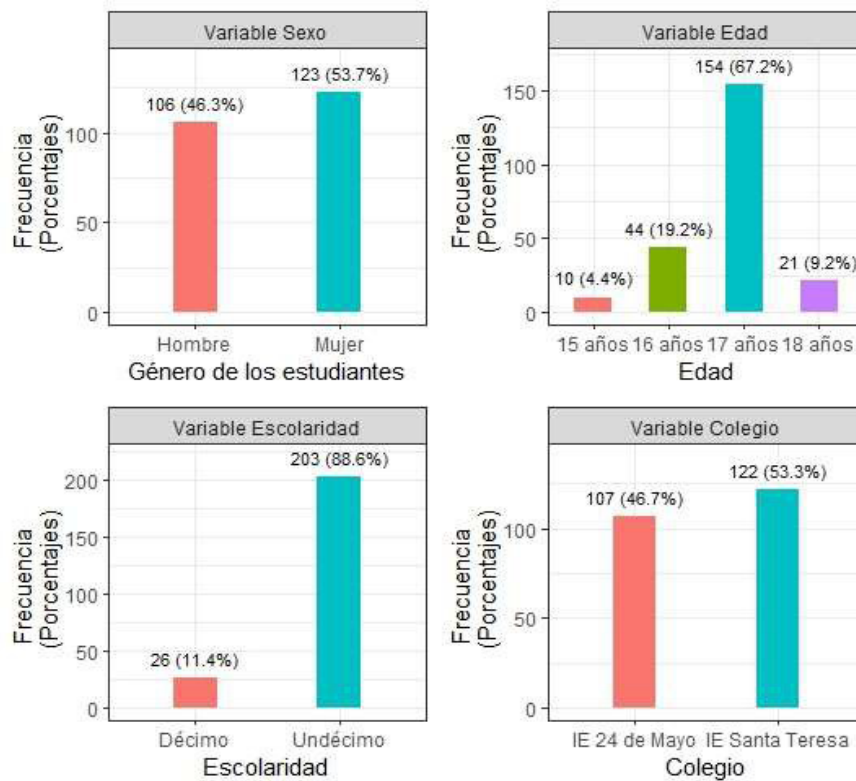 Variable Sexo
123 (53.7%)
106 (46.3%)
100
50
0
Frecuencia
(Porcentajes)
Hombre Mujer
Género de los estudiantes
Variable Edad
154 (67.2%)
150
100
50
0
44 (19.2%)
21 (9.2%)
10 (4.4%)
Frecuencia
(Porcentajes)
15 años 16 años 17 años 18 años
Edad
Variable Escolaridad
203 (88.6%)
200
150
100
50
0
26 (11.4%)
Frecuencia
(Porcentajes)
Décimo Undécimo
Escolaridad
Variable Colegio
122 (53.3%)
107 (46.7%)
100
50
0
Frecuencia
(Porcentajes)
IE 24 de Mayo IE Santa Teresa
Colegio